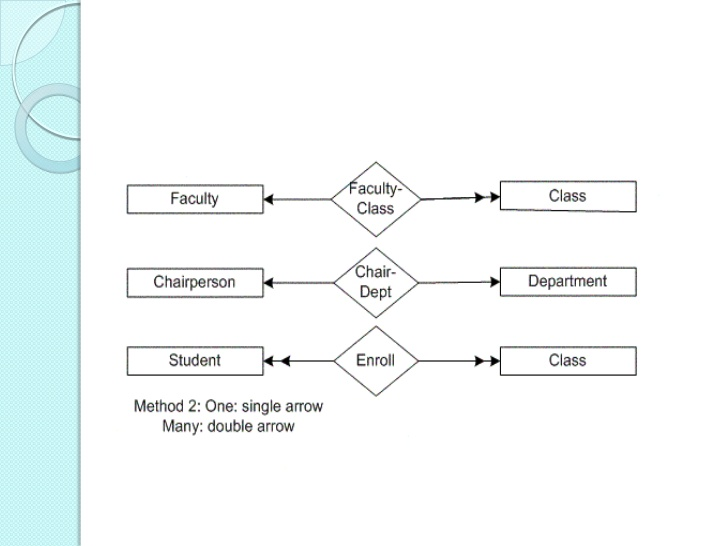 Faculty
Faculty-
Class
Class
Chairperson
Chair-
Dept
Department
Student
Enroll
Class
Method 2: One: single arrow
Many: double arrow